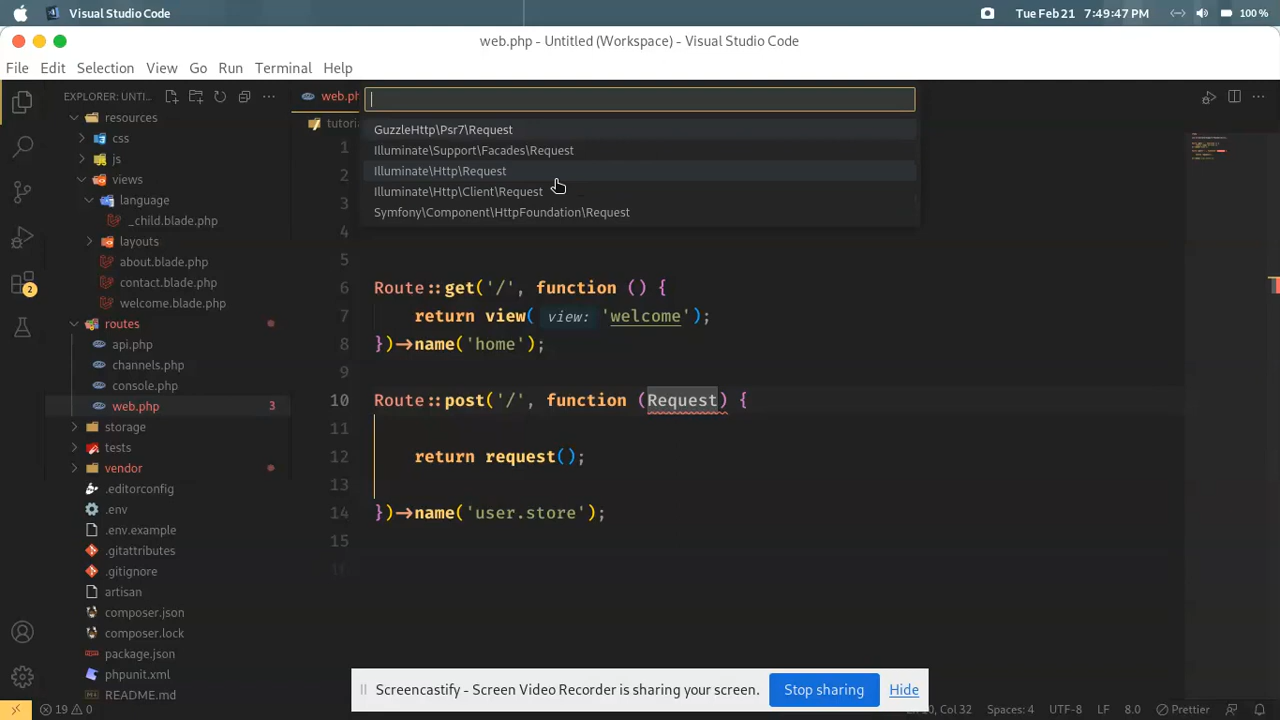 Visual Studio Code
Tue Feb 21 7:49:47 PM
100 %
web.php - Untitled (Workspace) - Visual Studio Code
File Edit Selection View Go Run Terminal Help
EXPLORER: UNTI...
resources
css
js
views
language
_child.blade.php
layouts
about.blade.php
contact.blade.php
welcome.blade.php
routes
api.php
channels.php
console.php
web.php 3
storage
tests
vendor
.editorconfig
.env
.env.example
.gitattributes
.gitignore
artisan
composer.json
composer.lock
package.json
phpunit.xml
README.md
2
web.ph
tutoria
GuzzleHttp\Psr7\Request
Illuminate\Support\Facades\Request
Illuminate\Http\Request
Illuminate\Http\Client\Request
Symfony\Component\HttpFoundation\Request
1
2
3
4
5
6 Route::get('/', function () {
7 return view( view: 'welcome');
8 })->name('home');
9
10 Route::post('/', function (Request) {
11
12 return request();
13
14 })->name('user.store');
15
16
Screencastify - Screen Video Recorder is sharing your screen. Stop sharing Hide
19 0
Ln 10, Col 32 Spaces: 4 UTF-8 LF 8.0 Prettier